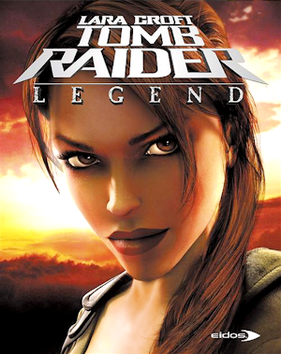 LARA CROFT
TOMB
RAIDER
LEGEND
eidos